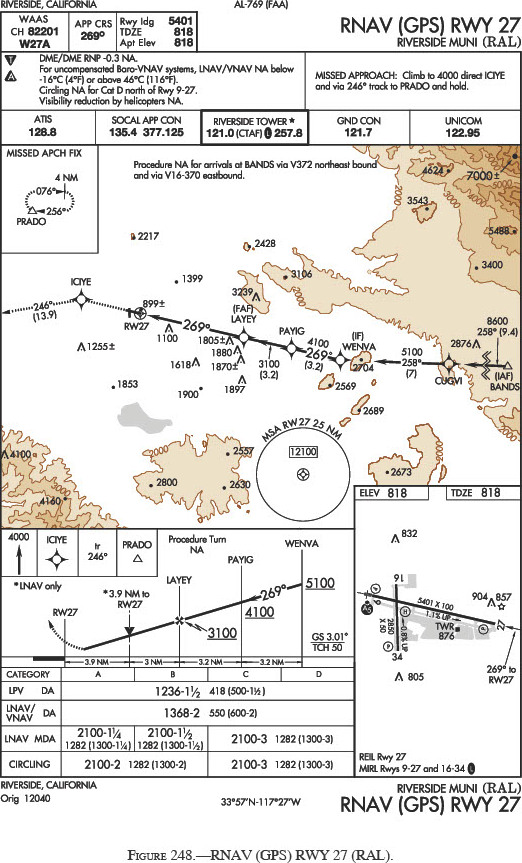 RIVERSIDE, CALIFORNIA
AL-769 (FAA)
WAAS
CH 82201
W27A
APP CRS
269°
Rwy ldg 5401
TDZE 818
Apt Elev 818
RNAV (GPS) RWY 27
RIVERSIDE MUNI (RAL)
T
A
DME/DME RNP -0.3 NA.
For uncompensated Baro-VNAV systems, LNAV/VNAV NA below
-16°C (4°F) or above 46°C (116°F).
Circling NA for Cat D north of Rwy 9-27.
Visibility reduction by helicopters NA.
MISSED APPROACH: Climb to 4000 direct ICIYE
and via 246° track to PRADO and hold.
ATIS
128.8
SOCAL APP CON
135.4 377.125
RIVERSIDE TOWER*
121.0 (CTAF) L 257.8
GND CON
121.7
UNICOM
122.95
MISSED APCH FIX
4 NM
076°
256°
PRADO
Procedure NA for arrivals at BANDS via V372 northeast bound
and via V16-370 eastbound.
4624
7000±
3543
5488
2217
2428
3400
3106
1399
3239
ICIYE
246°
(13.9)
899±
RW27
(FAF)
LAYEY
269°
1100
1805±
1880
1870±
1255±
1618
1853
1900
1897
PAYIG
3100
(3.2)
4100
269°
(3.2)
(IF)
WENVA
2704
2569
2689
5100
258°
(7)
2876
CUGVI
8600
258° (9.4)
(IAF)
BANDS
MSA RW27 25 NM
12100
4100
4160
2557
2800
2630
2673
ELEV 818
TDZE 818
832
16
5401 X 100
1.1% UP
904
857
9
A5
H
2850
X 50
0.8% UP
TWR
876
27
P
34
269° to
RW27
805
REIL Rwy 27
MIRL Rwys 9-27 and 16-34 L
4000
ICIYE
tr
246°
PRADO
Procedure Turn
NA
WENVA
PAYIG
LAYEY
*LNAV only
*3.9 NM to
RW27
RW27
269°
5100
4100
3100
GS 3.01°
TCH 50
3.9 NM
3 NM
3.2 NM
3.2 NM
CATEGORY A B C D
LPV DA 1236-1½ 418 (500-1½)
LNAV/
VNAV DA 1368-2 550 (600-2)
LNAV MDA 2100-1¼ 1282 (1300-1¼) 2100-1½ 1282 (1300-1½) 2100-3 1282 (1300-3)
CIRCLING 2100-2 1282 (1300-2) 2100-3 1282 (1300-3)
RIVERSIDE, CALIFORNIA
Orig 12040
33°57'N-117°27'W
RIVERSIDE MUNI (RAL)
RNAV (GPS) RWY 27
FIGURE 248.—RNAV (GPS) RWY 27 (RAL).